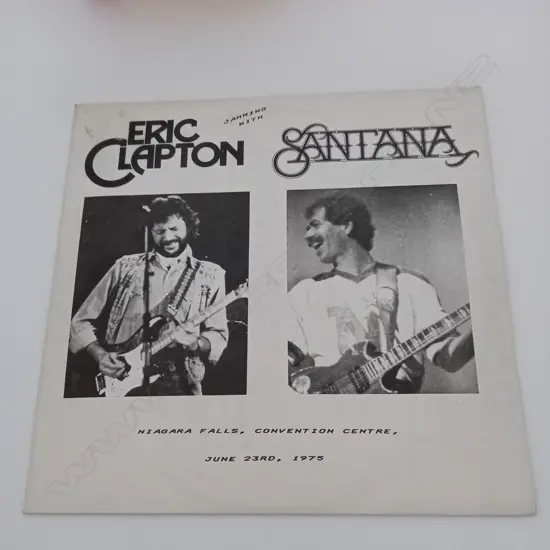 ERIC
CLAPTON
JAMMING
WITH
SANTANA
NIAGARA FALLS, CONVENTION CENTRE,
JUNE 23RD, 1975